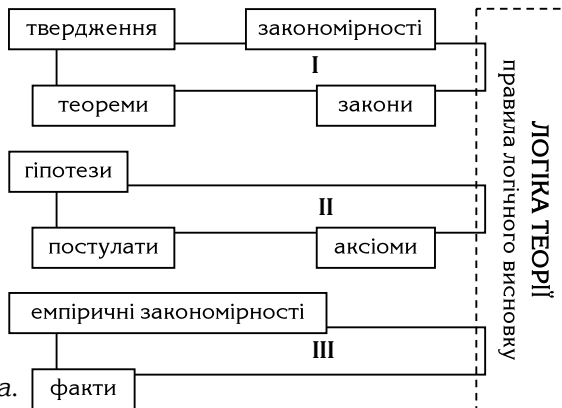 твердження
закономірності
I
теореми
закони
гіпотези
II
постулати
аксіоми
емпіричні закономірності
III
факти
а.
ЛОГІКА ТЕОРІЇ
правила логічного висновку